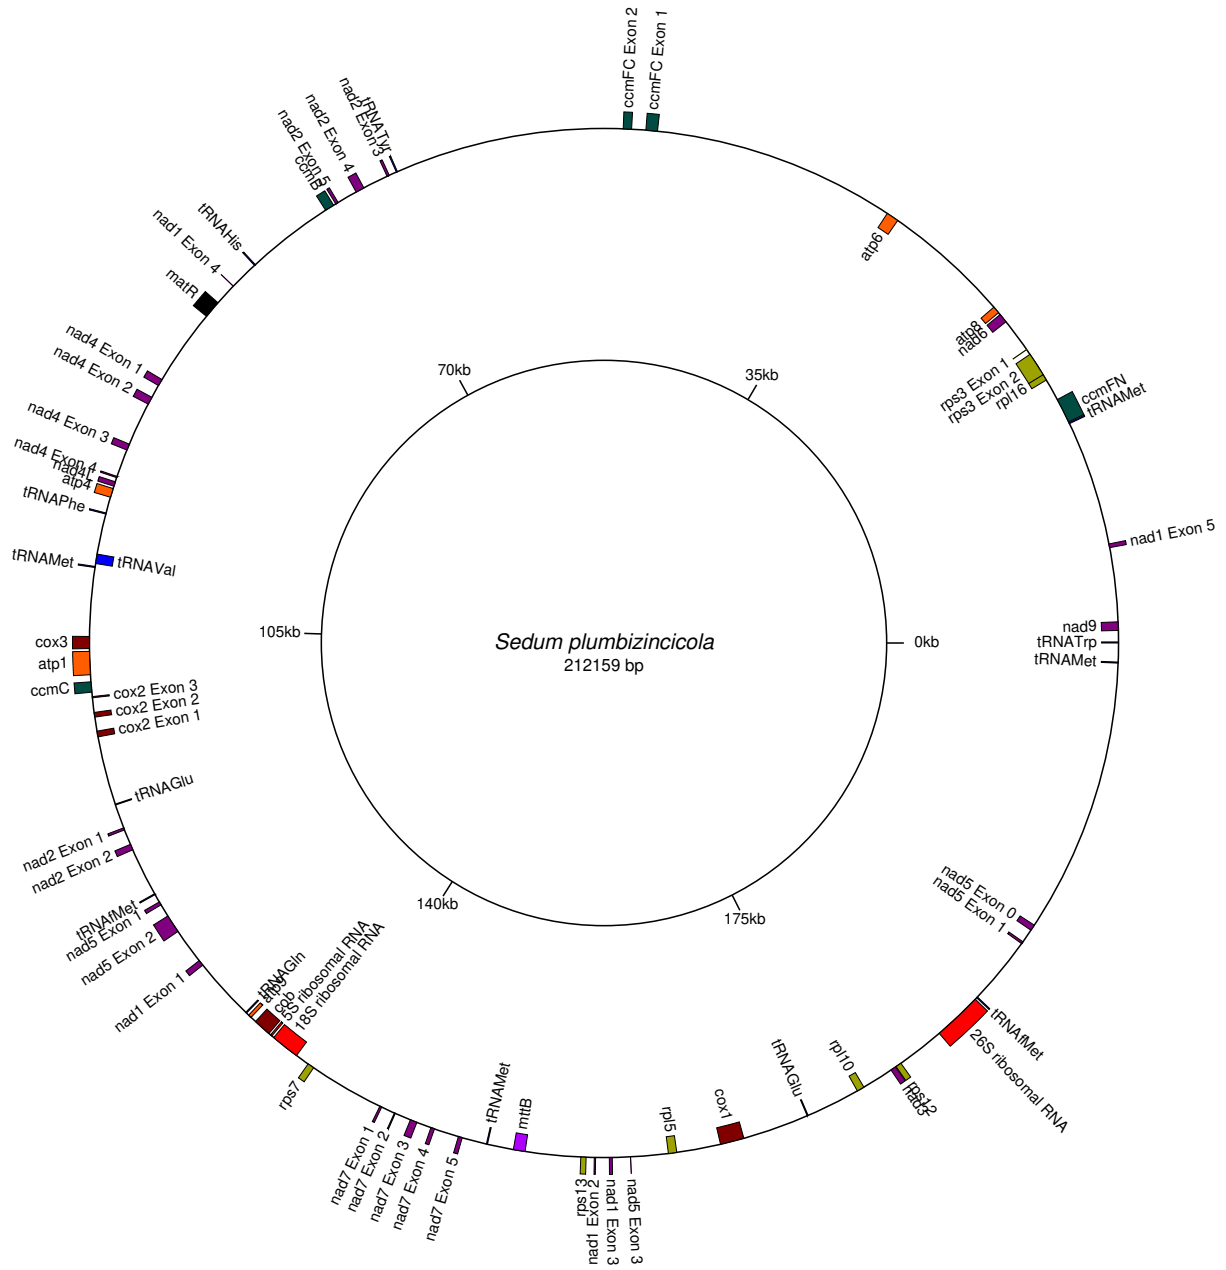 ccmFC Exon 2
ccmFC Exon 1
tRNATyr
nad2 Exon 3
nad2 Exon 4
nad2 Exon 5
ccmB
tRNAHis
nad1 Exon 4
matR
nad4 Exon 1
nad4 Exon 2
nad4 Exon 3
nad4 Exon 4
nad4L
atp4
tRNAPhe
tRNAMet
tRNAVal
cox3
atp1
ccmC
cox2 Exon 3
cox2 Exon 2
cox2 Exon 1
tRNAGlu
nad2 Exon 1
nad2 Exon 2
tRNAfMet
nad5 Exon 1
nad5 Exon 2
nad1 Exon 1
tRNAGln
atp9
cob
5S ribosomal RNA
18S ribosomal RNA
rps7
nad7 Exon 1
nad7 Exon 2
nad7 Exon 3
nad7 Exon 4
nad7 Exon 5
tRNAMet
mttB
rps13
nad1 Exon 2
nad1 Exon 3
nad5 Exon 3
rpl5
cox1
tRNAGlu
rpl10
nad3
rps12
26S ribosomal RNA
tRNAfMet
nad5 Exon 1
nad5 Exon 0
tRNAMet
tRNATrp
nad9
nad1 Exon 5
tRNAMet
ccmFN
rpl16
rps3 Exon 2
rps3 Exon 1
nad6
atp8
atp6
0kb
35kb
70kb
105kb
140kb
175kb
Sedum plumbizincicola
212159 bp